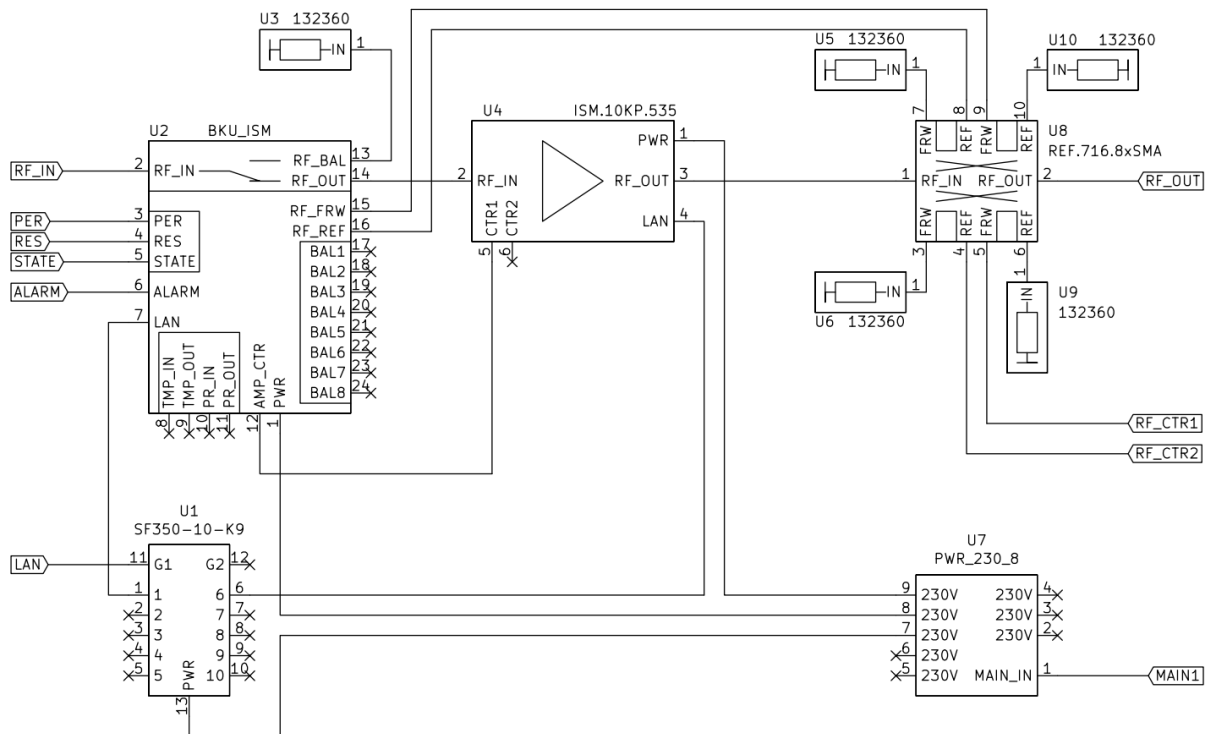 U3 132360
IN 1
U5 132360
IN 1
U10 132360
1 IN
U2 BKU_ISM
RF_IN 2 RF_IN
RF_BAL 13
RF_OUT 14
RF_FRW 15
RF_REF 16
PER 3 PER
RES 4 RES
STATE 5 STATE
ALARM 6 ALARM
7 LAN
BAL1 17
BAL2 18
BAL3 19
BAL4 20
BAL5 21
BAL6 22
BAL7 23
BAL8 24
TMP_IN 8
TMP_OUT 9
PR_IN 10
PR_OUT 11
AMP_CTR 12
PWR 1
U4 ISM.10KP.535
PWR 1
2 RF_IN RF_OUT 3
LAN 4
CTR1 5
CTR2 6
7 8 9 10
FRW REF FRW REF
U8
REF.716.8xSMA
1 RF_IN RF_OUT 2 RF_OUT
FRW REF FRW REF
3 4 5 6
IN 1
U6 132360
1 IN
U9
132360
RF_CTR1
RF_CTR2
U1
SF350-10-K9
LAN 11 G1 G2 12
1 1 6 6
2 2 7 7
3 3 8 8
4 4 9 9
5 5 10 10
PWR 13
U7
PWR_230_8
9 230V 230V 4
8 230V 230V 3
7 230V 230V 2
6 230V
5 230V MAIN_IN 1 MAIN1